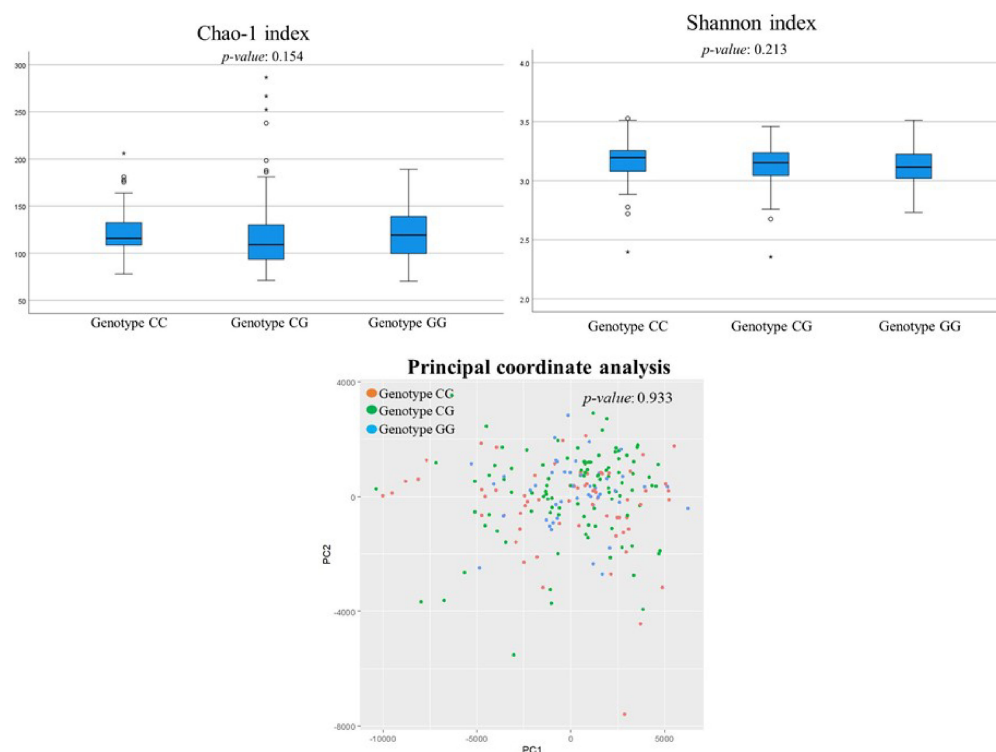 Chao-1 index
p-value: 0.154
300
250
200
150
100
50
Genotype CC
Genotype CG
Genotype GG
Shannon index
p-value: 0.213
4.0
3.5
3.0
2.5
2.0
Genotype CC
Genotype CG
Genotype GG
Principal coordinate analysis
Genotype CG
Genotype CG
Genotype GG
p-value: 0.933
4000
0
-4000
-8000
PC2
-10000
-5000
0
5000
PC1